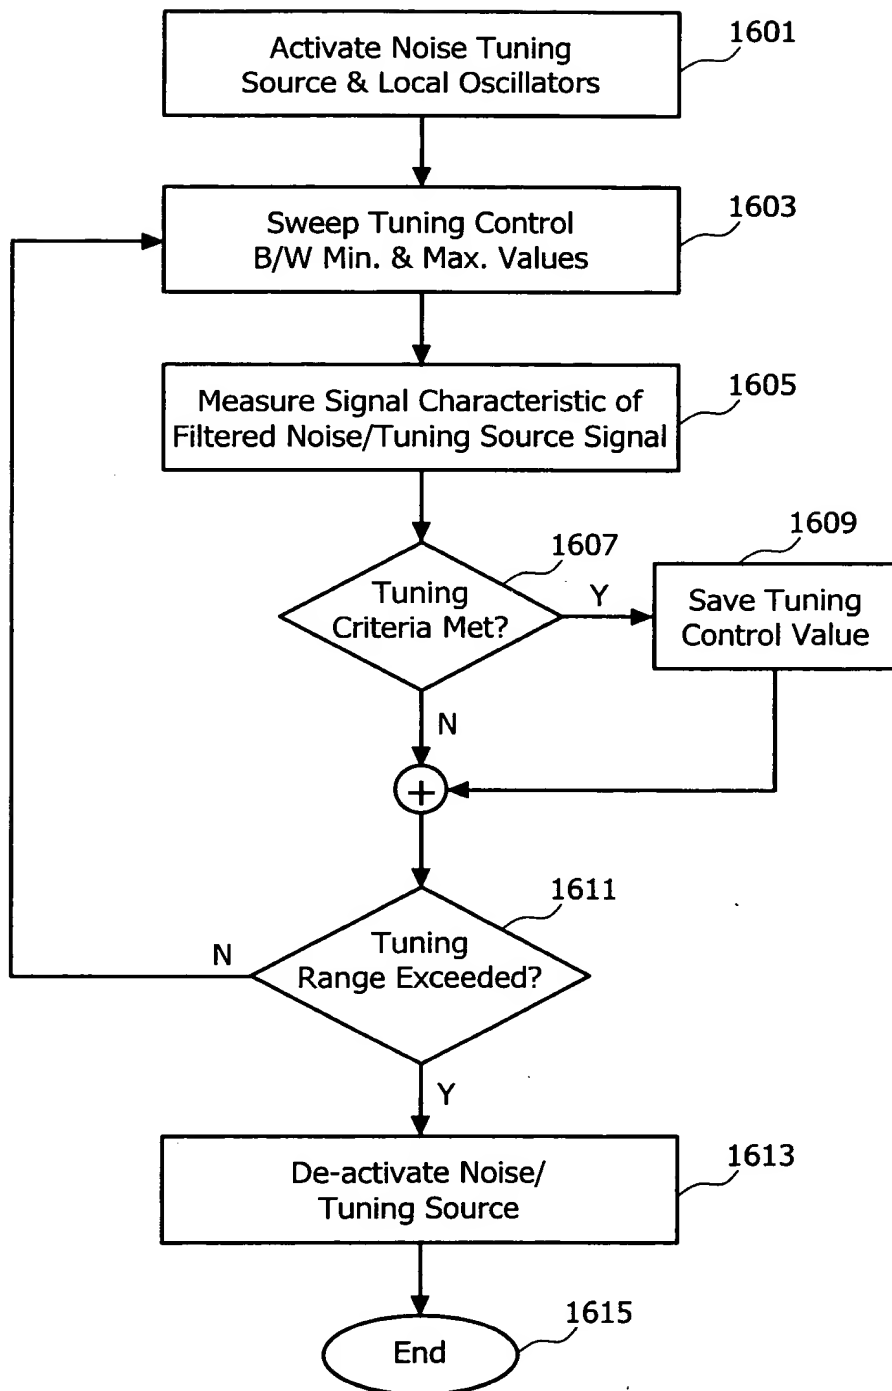 Activate Noise Tuning
Source & Local Oscillators
1601
Sweep Tuning Control
B/W Min. & Max. Values
1603
Measure Signal Characteristic of
Filtered Noise/Tuning Source Signal
1605
Tuning
Criteria Met?
1607
Y
Save Tuning
Control Value
1609
N
+
Tuning
Range Exceeded?
1611
N
Y
De-activate Noise/
Tuning Source
1613
End
1615